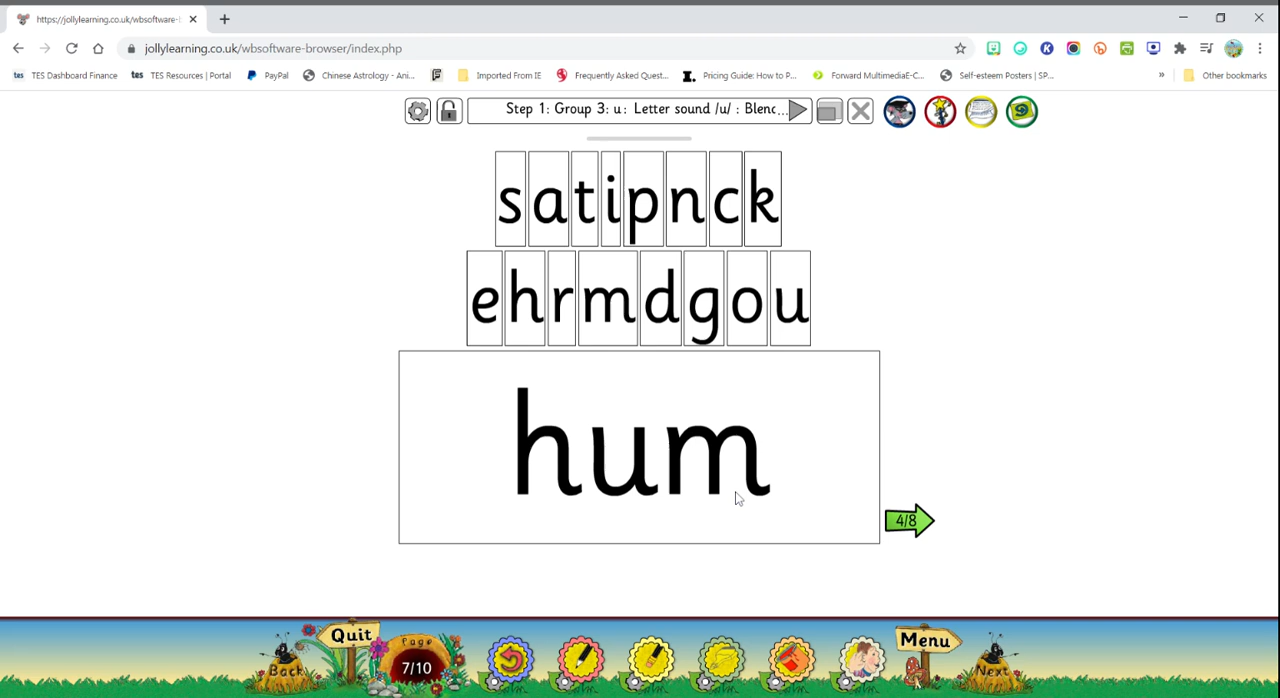 https://jollylearning.co.uk/wbsoftware-
jollylearning.co.uk/wbsoftware-browser/index.php
tes TES Dashboard Finance tes TES Resources | Portal PayPal Chinese Astrology - Ani... Imported From IE Frequently Asked Quest... Pricing Guide: How to P... Forward MultimediaE-C... Self-esteem Posters | SP... » Other bookmarks
Step 1: Group 3: u: Letter sound /u/ : Blenc...
s a t i p n c k
e h r m d g o u
hum
4/8
Quit Page Menu
Back 7/10 Next